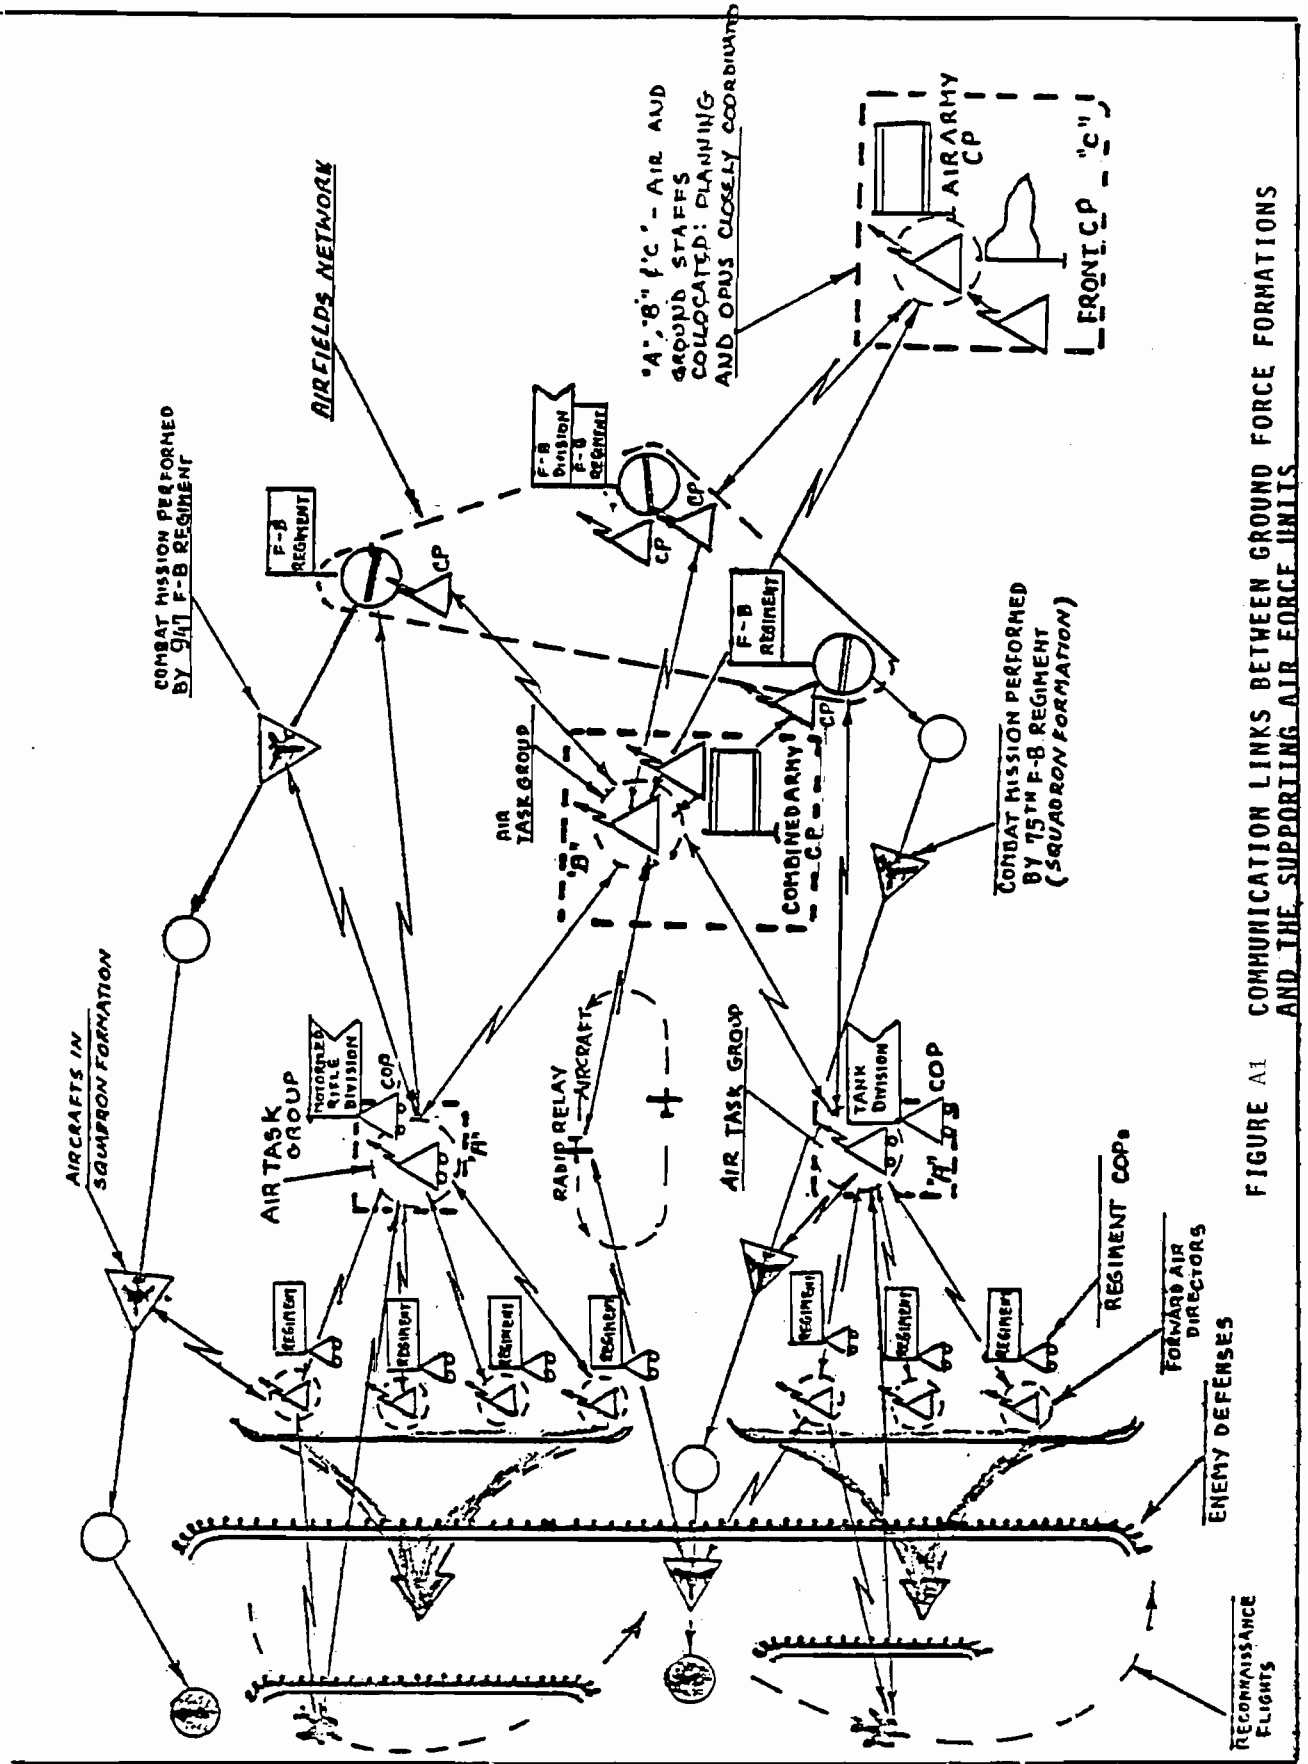 COMBAT MISSION PERFORMED
BY 947 F-B REGIMENT
AIRFIELDS NETWORK
"A", "B" & "C" - AIR AND
GROUND STAFFS
COLLOCATED: PLANNING
AND OPNS CLOSELY COORDINATED
AIRCRAFTS IN
SQUADRON FORMATION
F-B
REGIMENT
CP
F-B
DIVISION
F-B
REGIMENT
CP
CP
AIR ARMY
CP
FRONT CP "C"
AIR
TASK GROUP
"B"
COMBINED ARMY
CP
F-B
REGIMENT
CP
COMBAT MISSION PERFORMED
BY 75TH F-B REGIMENT
(SQUADRON FORMATION)
AIR TASK
GROUP
MOTORIZED
RIFLE
DIVISION
COP
"A"
RADIO RELAY AIRCRAFT
AIR TASK GROUP
TANK
DIVISION
COP
"A"
REGIMENT
REGIMENT
REGIMENT
REGIMENT
REGIMENT
REGIMENT
REGIMENT
REGIMENT COPs
FORWARD AIR
DIRECTORS
ENEMY DEFENSES
RECONNAISSANCE
FLIGHTS
FIGURE A1 COMMUNICATION LINKS BETWEEN GROUND FORCE FORMATIONS
AND THE SUPPORTING AIR FORCE UNITS